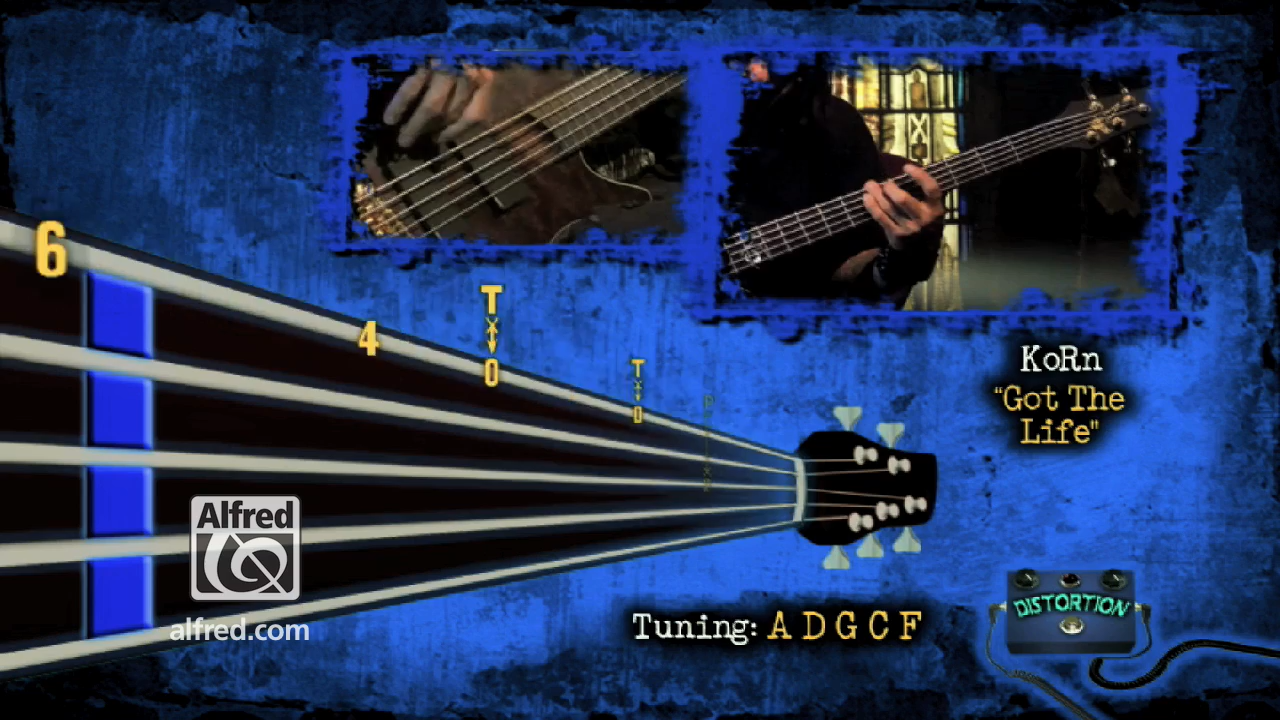 6
4
T
0
T
0
KoRn
"Got The
Life"
Alfred
alfred.com
Tuning: A D G C F
DISTORTION